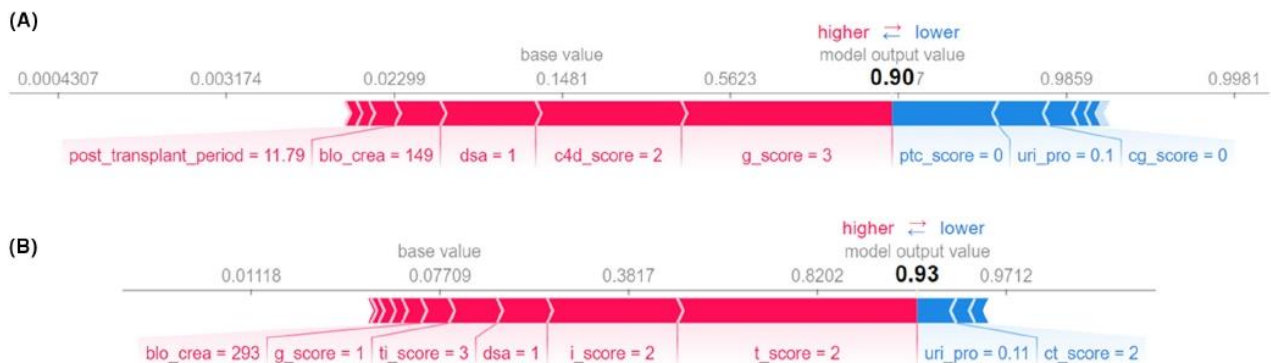 (A)
higher ⇄ lower
base value model output value
0.0004307 0.003174 0.02299 0.1481 0.5623 0.907 0.9859 0.9981
post_transplant_period = 11.79 blo_crea = 149 dsa = 1 c4d_score = 2 g_score = 3 ptc_score = 0 uri_pro = 0.1 cg_score = 0
(B)
higher ⇄ lower
base value model output value
0.01118 0.07709 0.3817 0.8202 0.93 0.9712
blo_crea = 293 g_score = 1 ti_score = 3 dsa = 1 i_score = 2 t_score = 2 uri_pro = 0.11 ct_score = 2